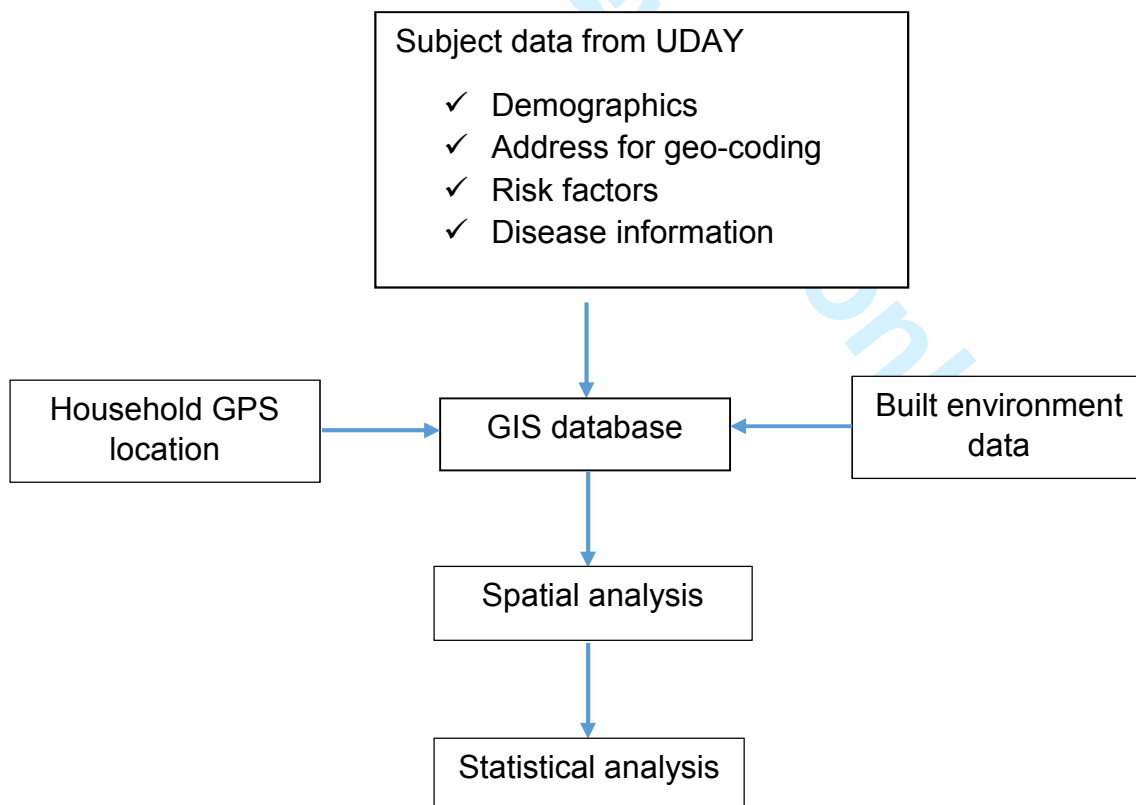 Subject data from UDAY
✓ Demographics
✓ Address for geo-coding
✓ Risk factors
✓ Disease information
Household GPS
location
GIS database
Built environment
data
Spatial analysis
Statistical analysis